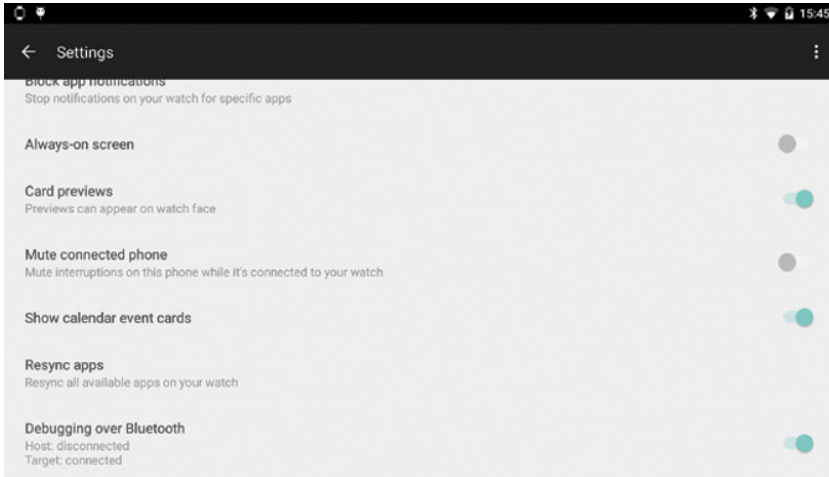 15:45
Settings
Block app notifications
Stop notifications on your watch for specific apps
Always-on screen
Card previews
Previews can appear on watch face
Mute connected phone
Mute interruptions on this phone while it's connected to your watch
Show calendar event cards
Resync apps
Resync all available apps on your watch
Debugging over Bluetooth
Host: disconnected
Target: connected